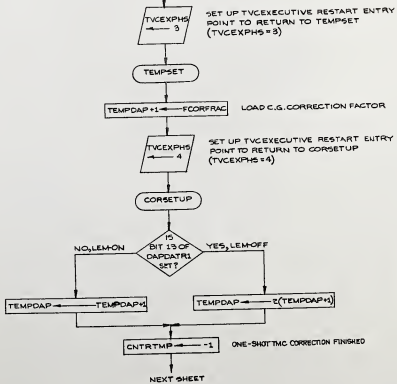 TVCEXPHS
← 3
SET UP TVCEXECUTIVE RESTART ENTRY
POINT TO RETURN TO TEMPSET
(TVCEXPHS=3)
TEMPSET
TEMPDAP +1 ← FCORFRAC
LOAD C.G. CORRECTION FACTOR
TVCEXPHS
← 4
SET UP TVCEXECUTIVE RESTART ENTRY
POINT TO RETURN TO CORSETUP
(TVCEXPHS=4)
CORSETUP
IS
BIT 13 OF
DAPDATR1
SET?
NO, LEM-ON
YES, LEM-OFF
TEMPDAP ← TEMPDAP+1
TEMPDAP ← 2(TEMPDAP+1)
CNTRTMP ← -1
ONE-SHOT TMC CORRECTION FINISHED
NEXT SHEET